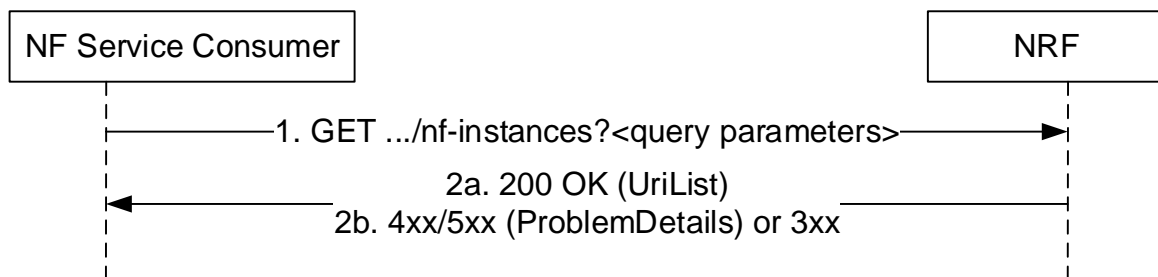 NF Service Consumer
NRF
1. GET .../nf-instances?<query parameters>
2a. 200 OK (UriList)
2b. 4xx/5xx (ProblemDetails) or 3xx